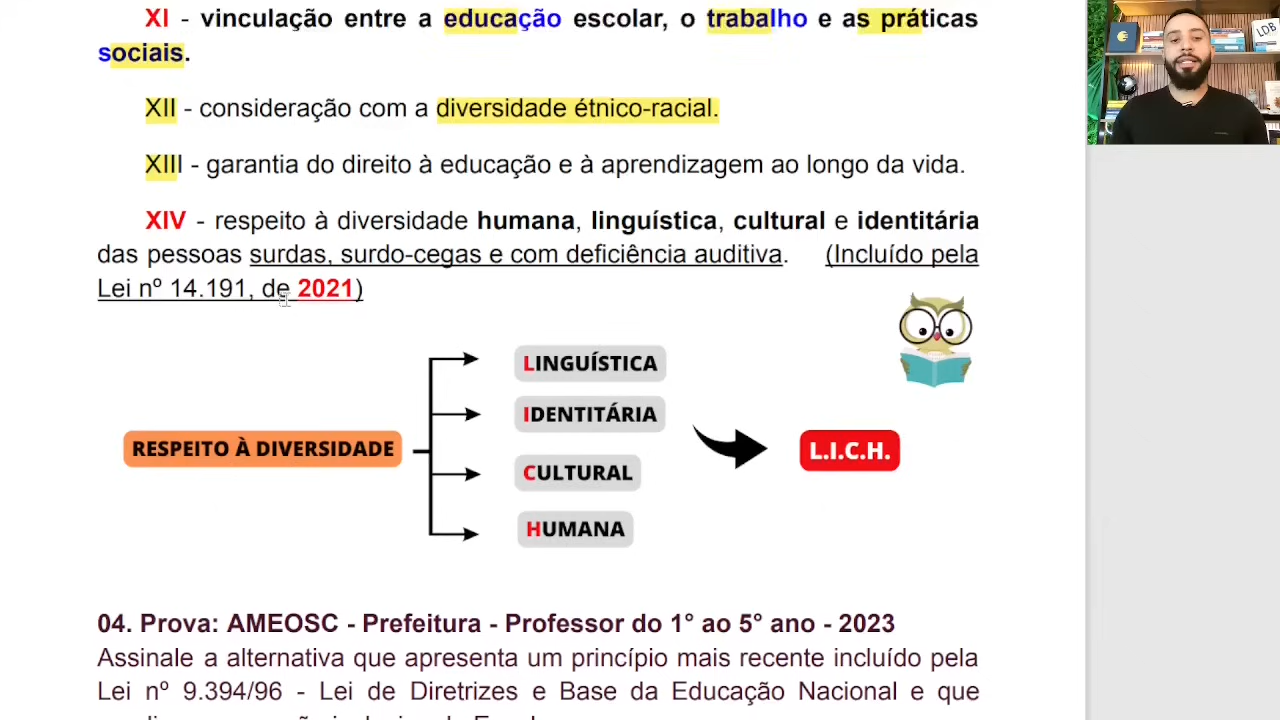 XI - vinculação entre a educação escolar, o trabalho e as práticas
sociais.
XII - consideração com a diversidade étnico-racial.
XIII - garantia do direito à educação e à aprendizagem ao longo da vida.
XIV - respeito à diversidade humana, linguística, cultural e identitária
das pessoas surdas, surdo-cegas e com deficiência auditiva. (Incluído pela
Lei nº 14.191, de 2021)
RESPEITO À DIVERSIDADE
LINGUÍSTICA
IDENTITÁRIA
CULTURAL
HUMANA
L.I.C.H.
04. Prova: AMEOSC - Prefeitura - Professor do 1° ao 5° ano - 2023
Assinale a alternativa que apresenta um princípio mais recente incluído pela
Lei nº 9.394/96 - Lei de Diretrizes e Base da Educação Nacional e que
LDB